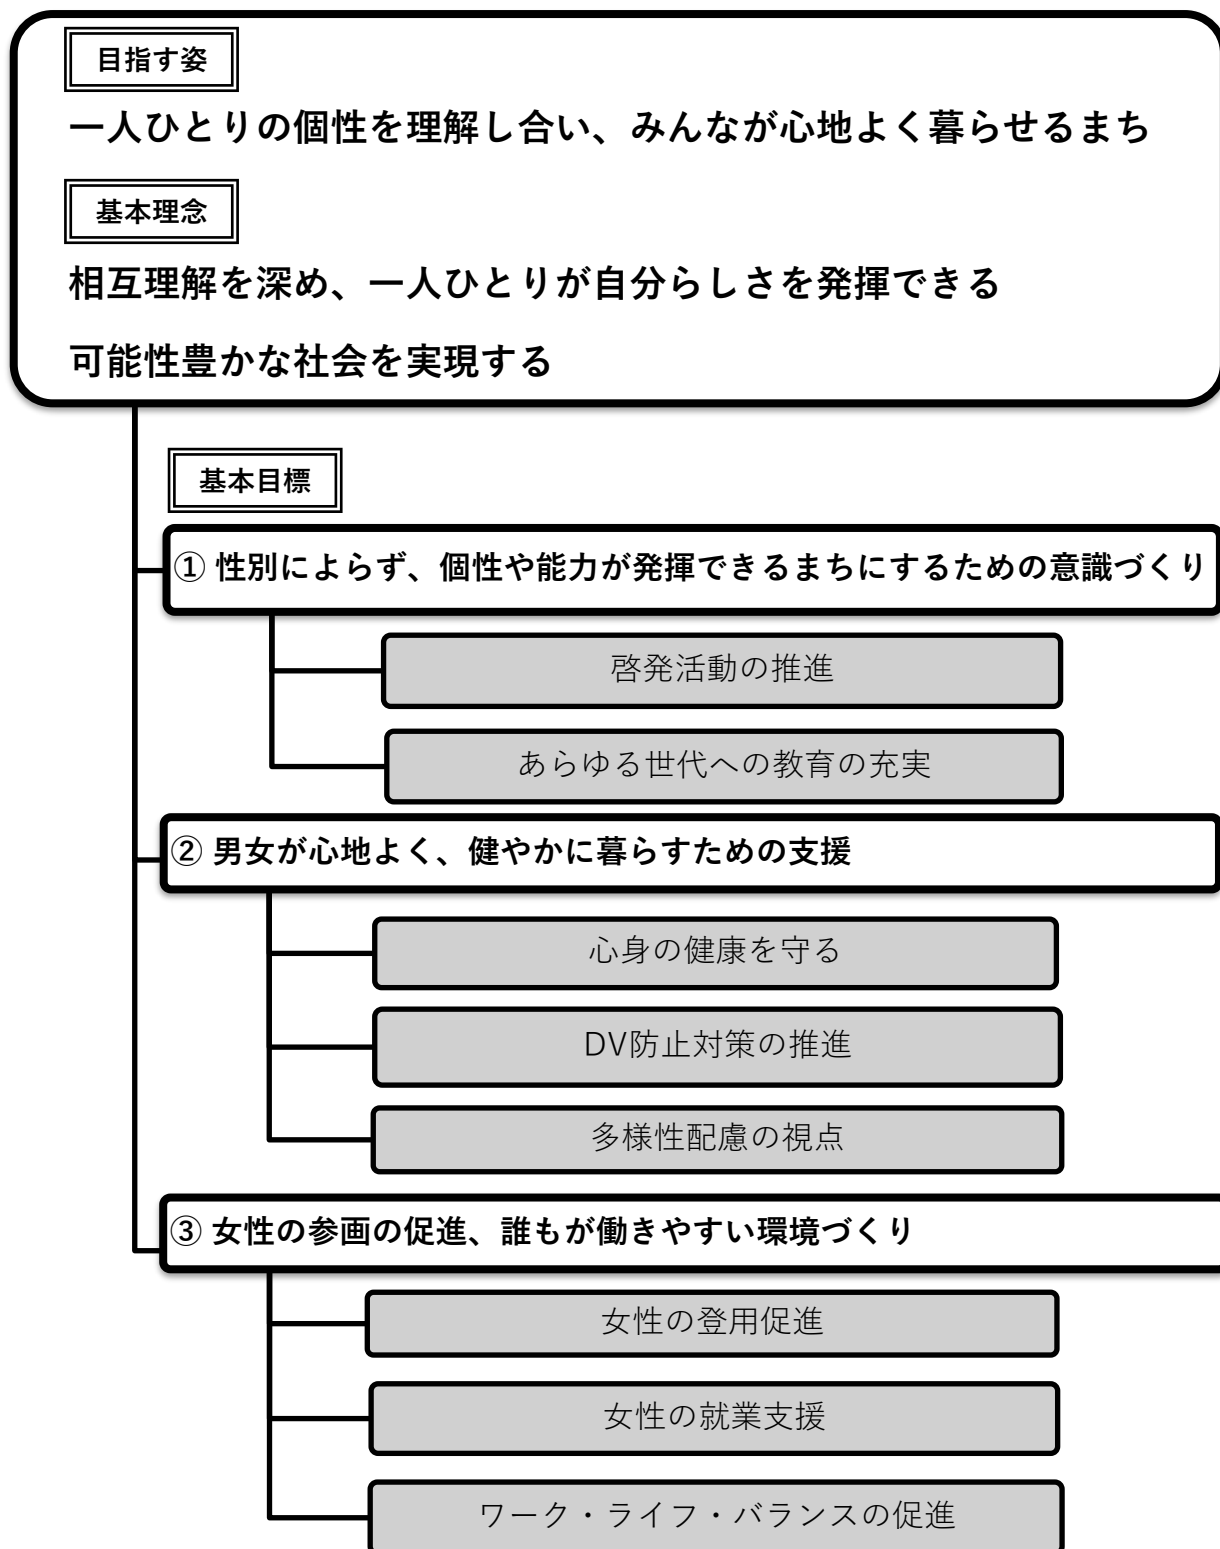 目指す姿
一人ひとりの個性を理解し合い、みんなが心地よく暮らせるまち
基本理念
相互理解を深め、一人ひとりが自分らしさを発揮できる
可能性豊かな社会を実現する
基本目標
① 性別によらず、個性や能力が発揮できるまちにするための意識づくり
啓発活動の推進
あらゆる世代への教育の充実
② 男女が心地よく、健やかに暮らすための支援
心身の健康を守る
DV防止対策の推進
多様性配慮の視点
③ 女性の参画の促進、誰もが働きやすい環境づくり
女性の登用促進
女性の就業支援
ワーク・ライフ・バランスの促進